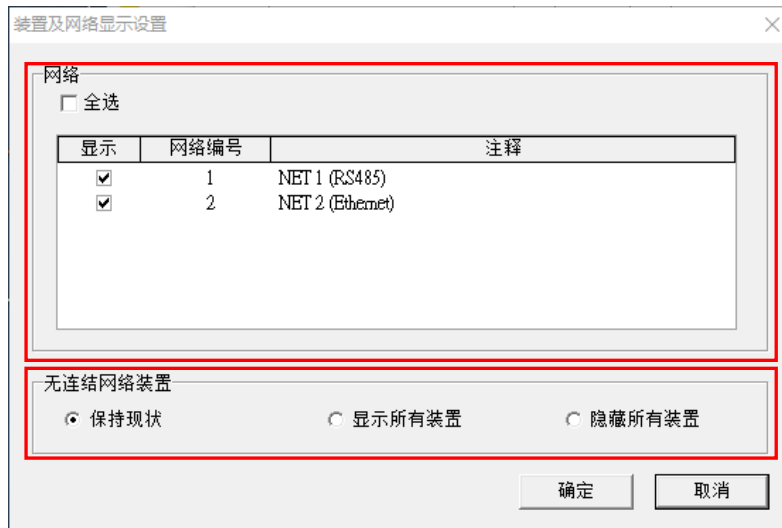 装置及网络显示设置
网络
全选
显示 网络编号 注释
1 NET 1 (RS485)
2 NET 2 (Ethernet)
无连结网络装置
保持现状 显示所有装置 隐藏所有装置
确定 取消